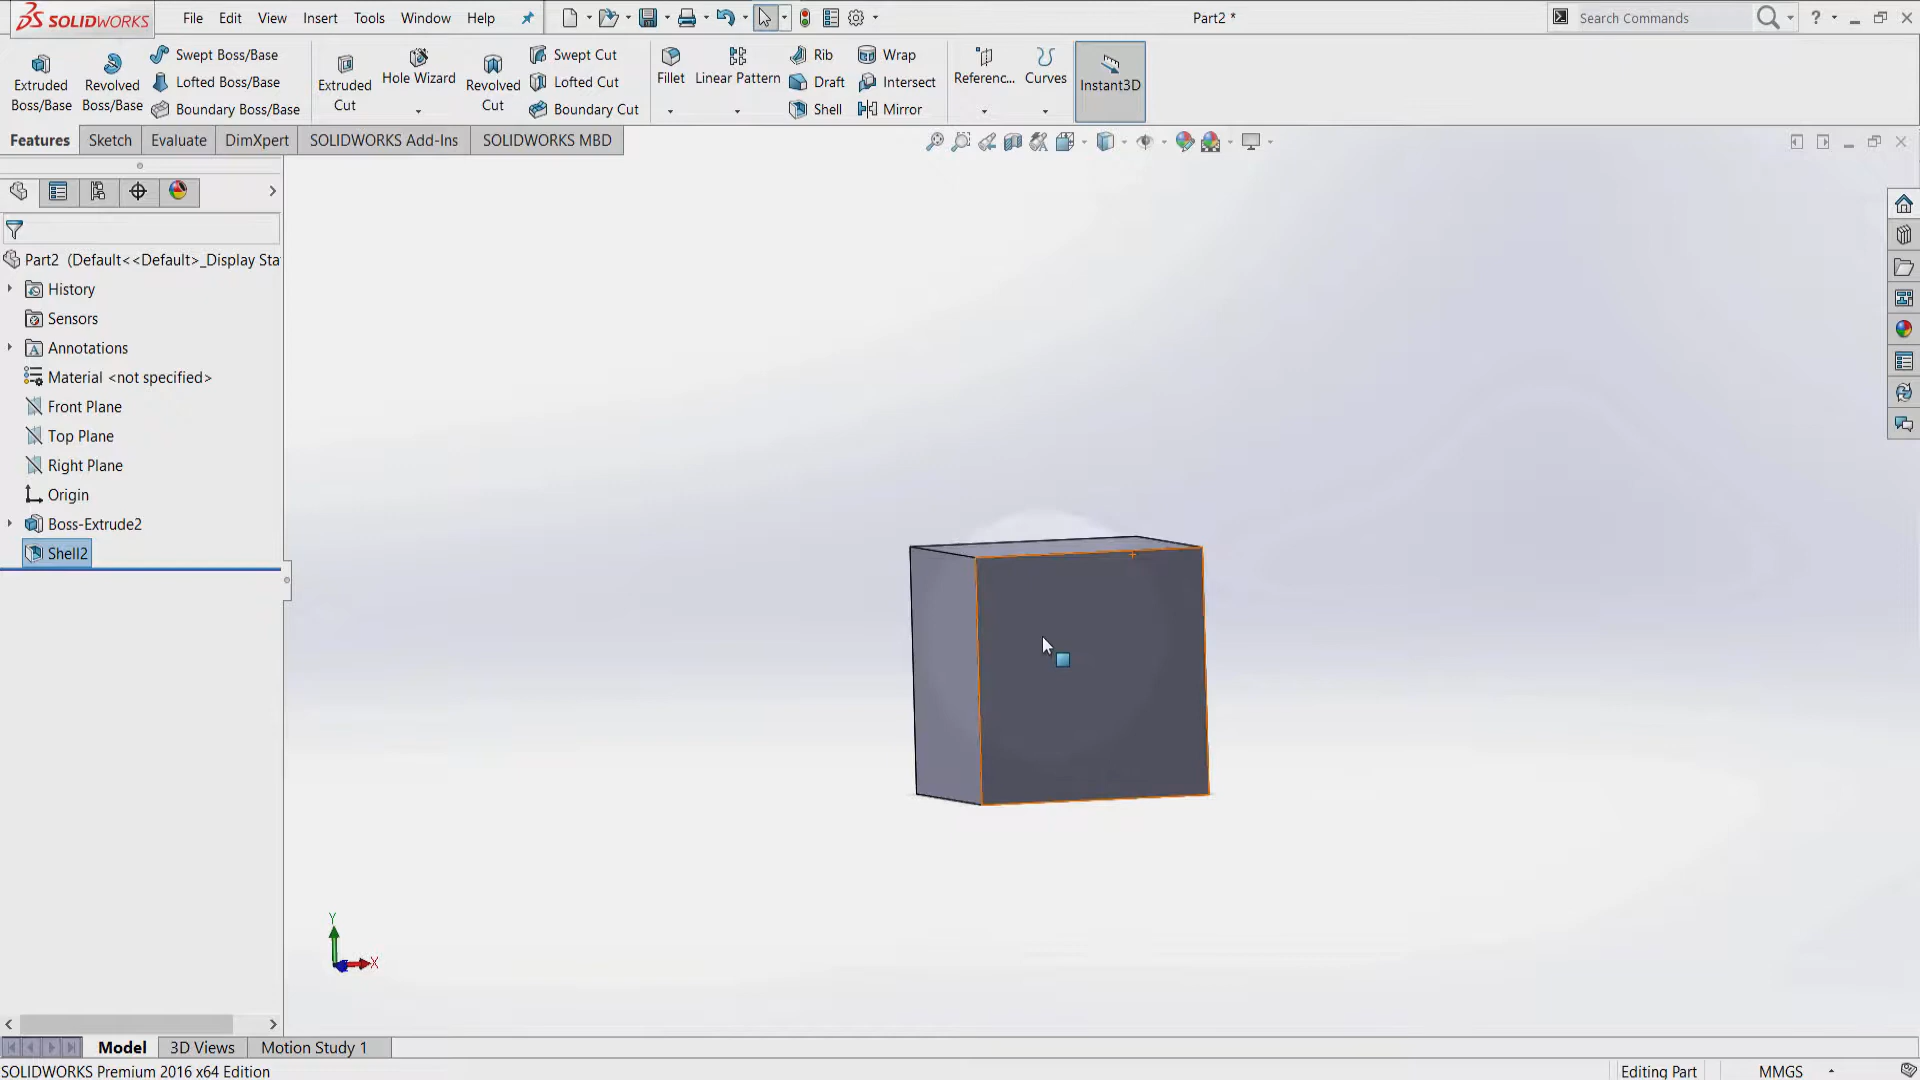 SOLIDWORKS File Edit View Insert Tools Window Help Part2 * Search Commands ?
Extruded Boss/Base Revolved Boss/Base Swept Boss/Base Lofted Boss/Base Boundary Boss/Base Extruded Cut Hole Wizard Revolved Cut Swept Cut Lofted Cut Boundary Cut Fillet Linear Pattern Rib Draft Shell Wrap Intersect Mirror Referenc... Curves Instant3D
Features Sketch Evaluate DimXpert SOLIDWORKS Add-Ins SOLIDWORKS MBD
Part2 (Default<<Default>_Display Sta
History
Sensors
Annotations
Material <not specified>
Front Plane
Top Plane
Right Plane
Origin
Boss-Extrude2
Shell2
Y
X
Model 3D Views Motion Study 1
SOLIDWORKS Premium 2016 x64 Edition Editing Part MMGS